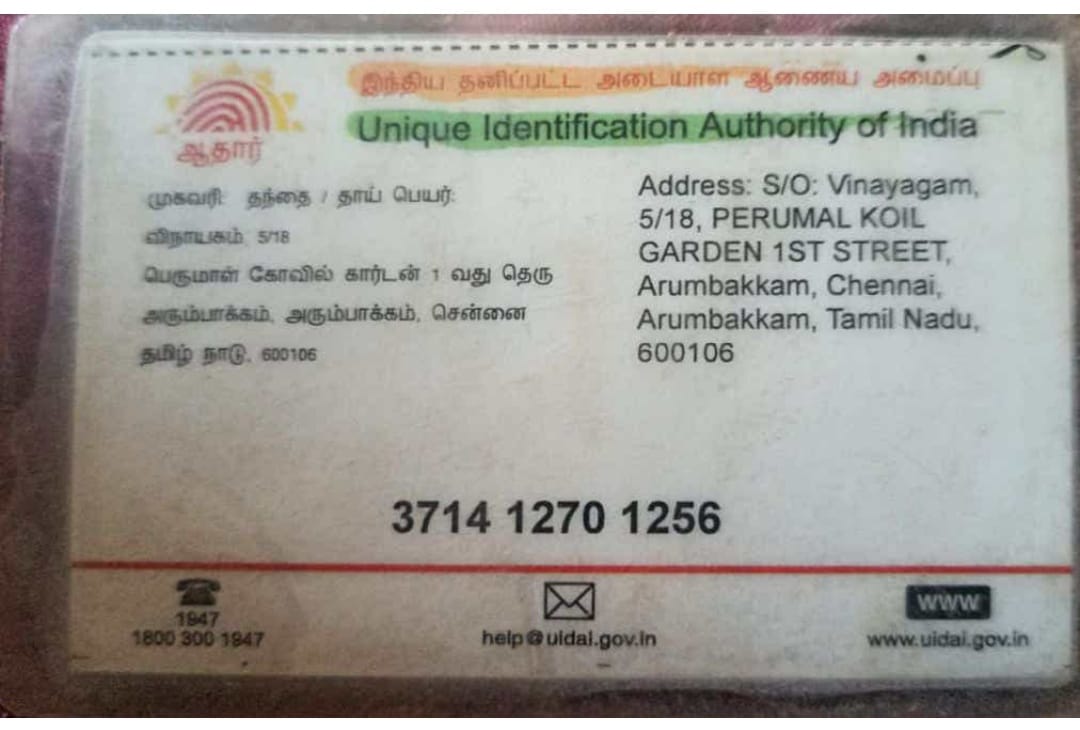 இந்திய தனிப்பட்ட அடையாள ஆணைய அமைப்பு
Unique Identification Authority of India
ஆதார்
முகவரி: தந்தை / தாய் பெயர்:
விநாயகம், 5/18
பெருமாள் கோவில் கார்டன் 1 வது தெரு
அரும்பாக்கம், அரும்பாக்கம், சென்னை
தமிழ் நாடு, 600106
Address: S/O: Vinayagam,
5/18, PERUMAL KOIL
GARDEN 1ST STREET,
Arumbakkam, Chennai,
Arumbakkam, Tamil Nadu,
600106
3714 1270 1256
1947
1800 300 1947
help@uidai.gov.in
WWW
www.uidai.gov.in